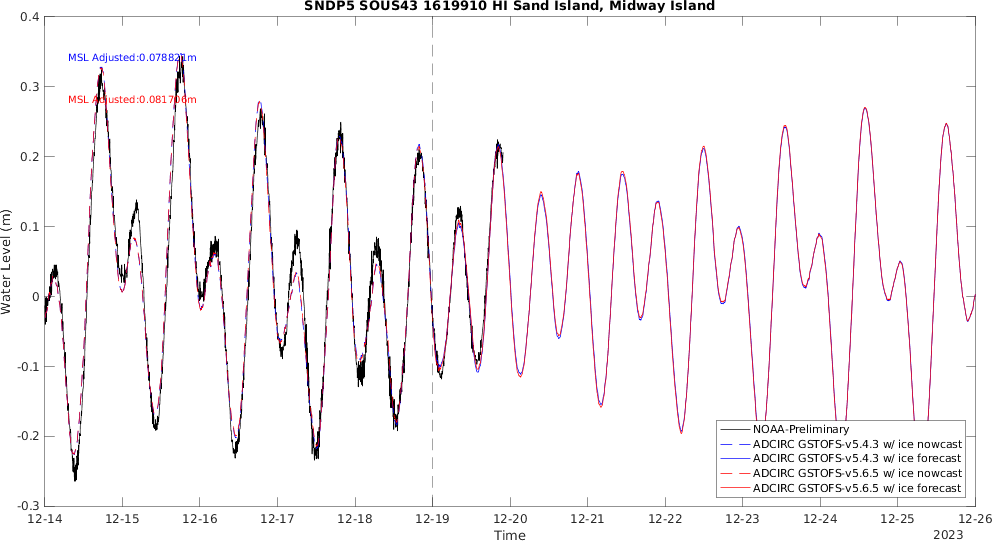 SNDP5 SOUS43 1619910 HI Sand Island, Midway Island
MSL Adjusted:0.078821m
MSL Adjusted:0.081706m
Water Level (m)
0.4
0.3
0.2
0.1
0
-0.1
-0.2
-0.3
NOAA-Preliminary
ADCIRC GSTOFS-v5.4.3 w/ ice nowcast
ADCIRC GSTOFS-v5.4.3 w/ ice forecast
ADCIRC GSTOFS-v5.6.5 w/ ice nowcast
ADCIRC GSTOFS-v5.6.5 w/ ice forecast
12-14 12-15 12-16 12-17 12-18 12-19 12-20 12-21 12-22 12-23 12-24 12-25 12-26
Time
2023